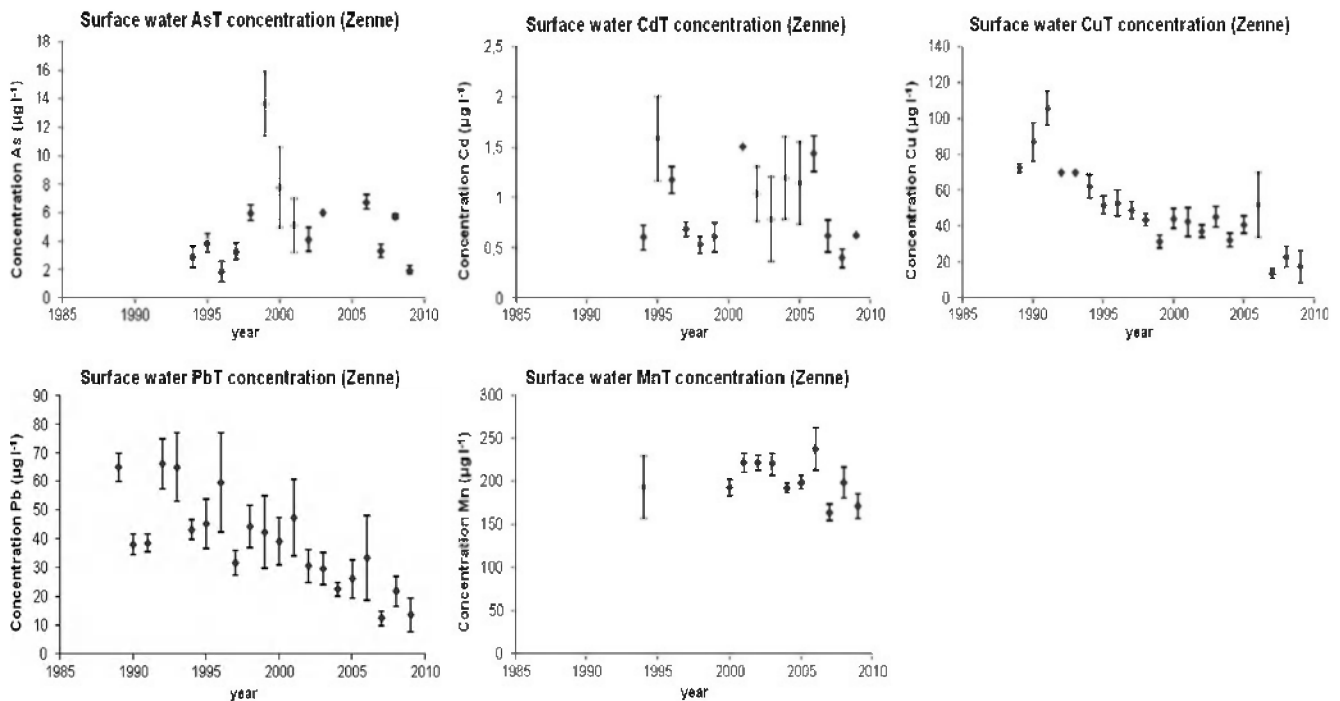 Surface water AsT concentration (Zenne)
Concentration As (µg l⁻¹)
18
16
14
12
10
8
6
4
2
0
1985 1990 1995 2000 2005 2010
year
Surface water CdT concentration (Zenne)
Concentration Cd (µg l⁻¹)
2,5
2
1,5
1
0,5
0
1985 1990 1995 2000 2005 2010
year
Surface water CuT concentration (Zenne)
Concentration Cu (µg l⁻¹)
140
120
100
80
60
40
20
0
1985 1990 1995 2000 2005 2010
year
Surface water PbT concentration (Zenne)
Concentration Pb (µg l⁻¹)
90
80
70
60
50
40
30
20
10
0
1985 1990 1995 2000 2005 2010
year
Surface water MnT concentration (Zenne)
Concentration Mn (µg l⁻¹)
300
250
200
150
100
50
0
1985 1990 1995 2000 2005 2010
year